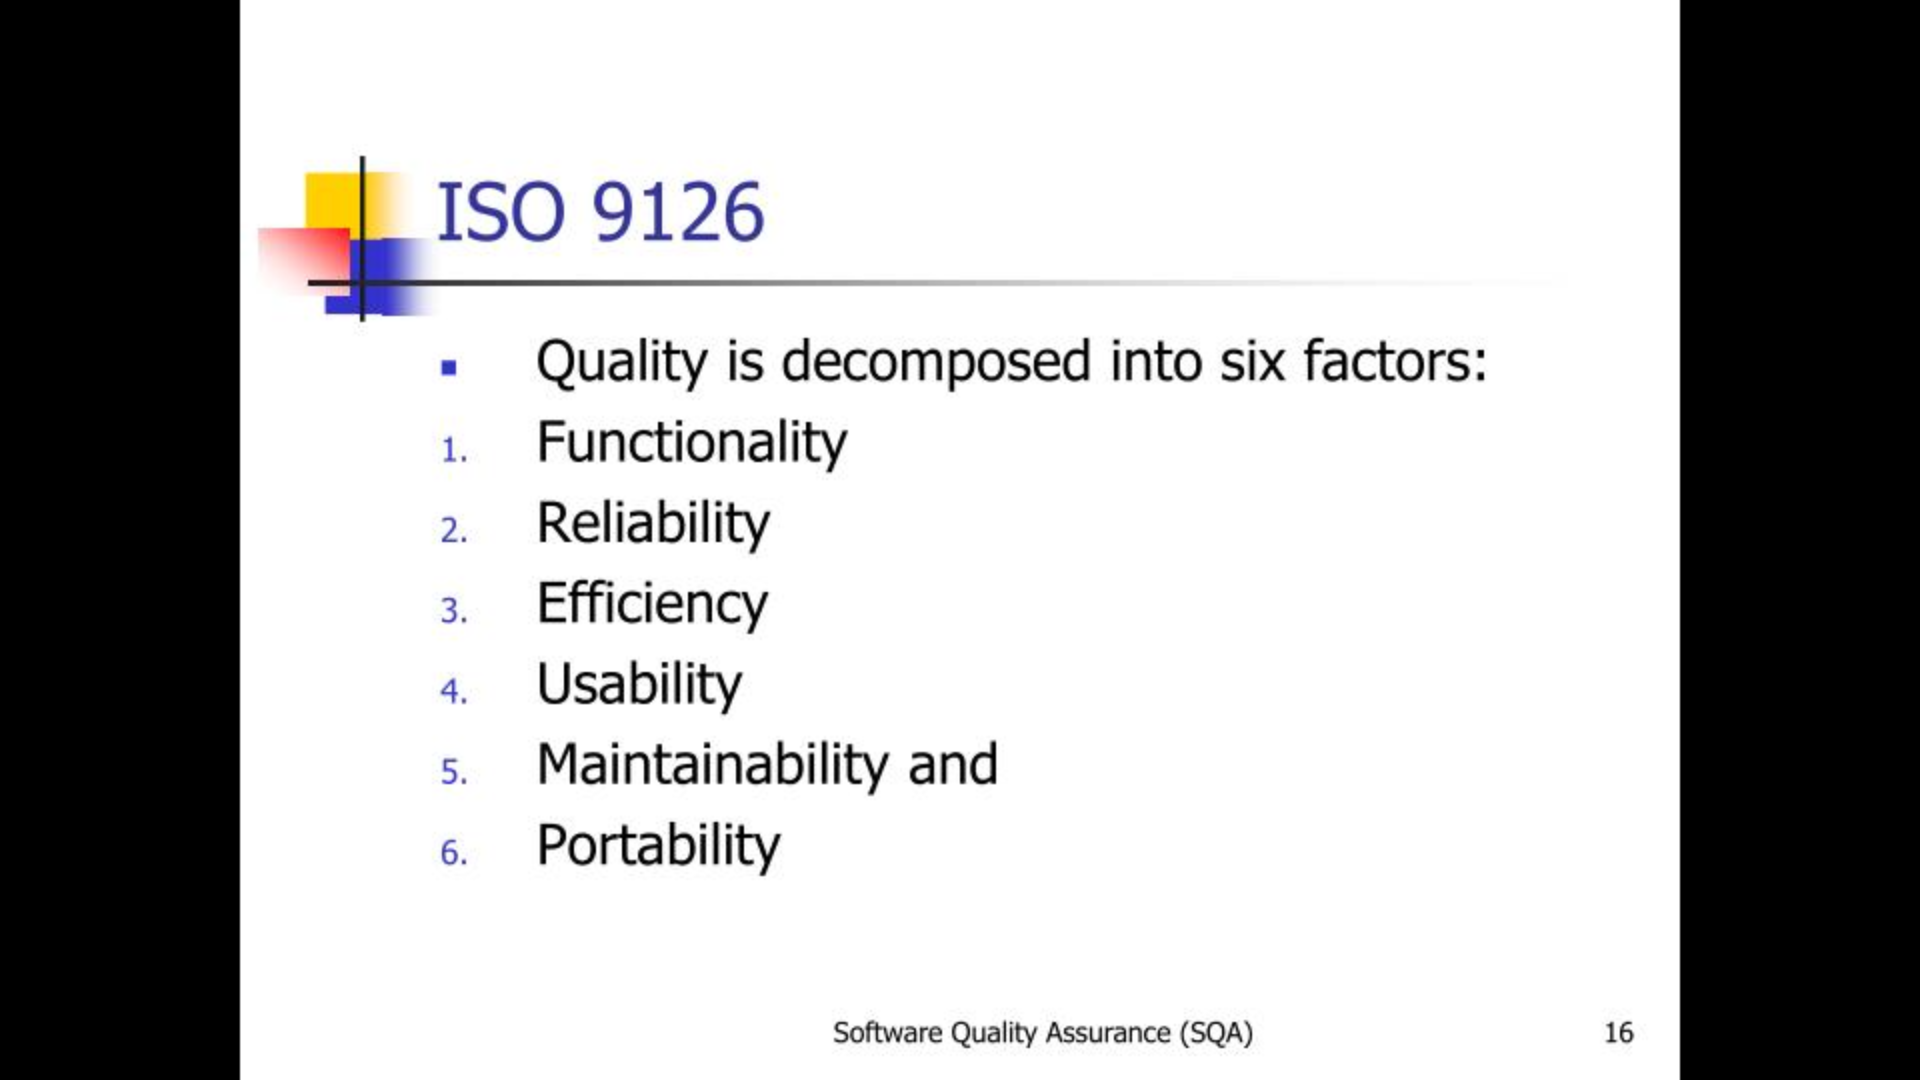 ISO 9126
▪ Quality is decomposed into six factors:
1. Functionality
2. Reliability
3. Efficiency
4. Usability
5. Maintainability and
6. Portability
Software Quality Assurance (SQA)
16